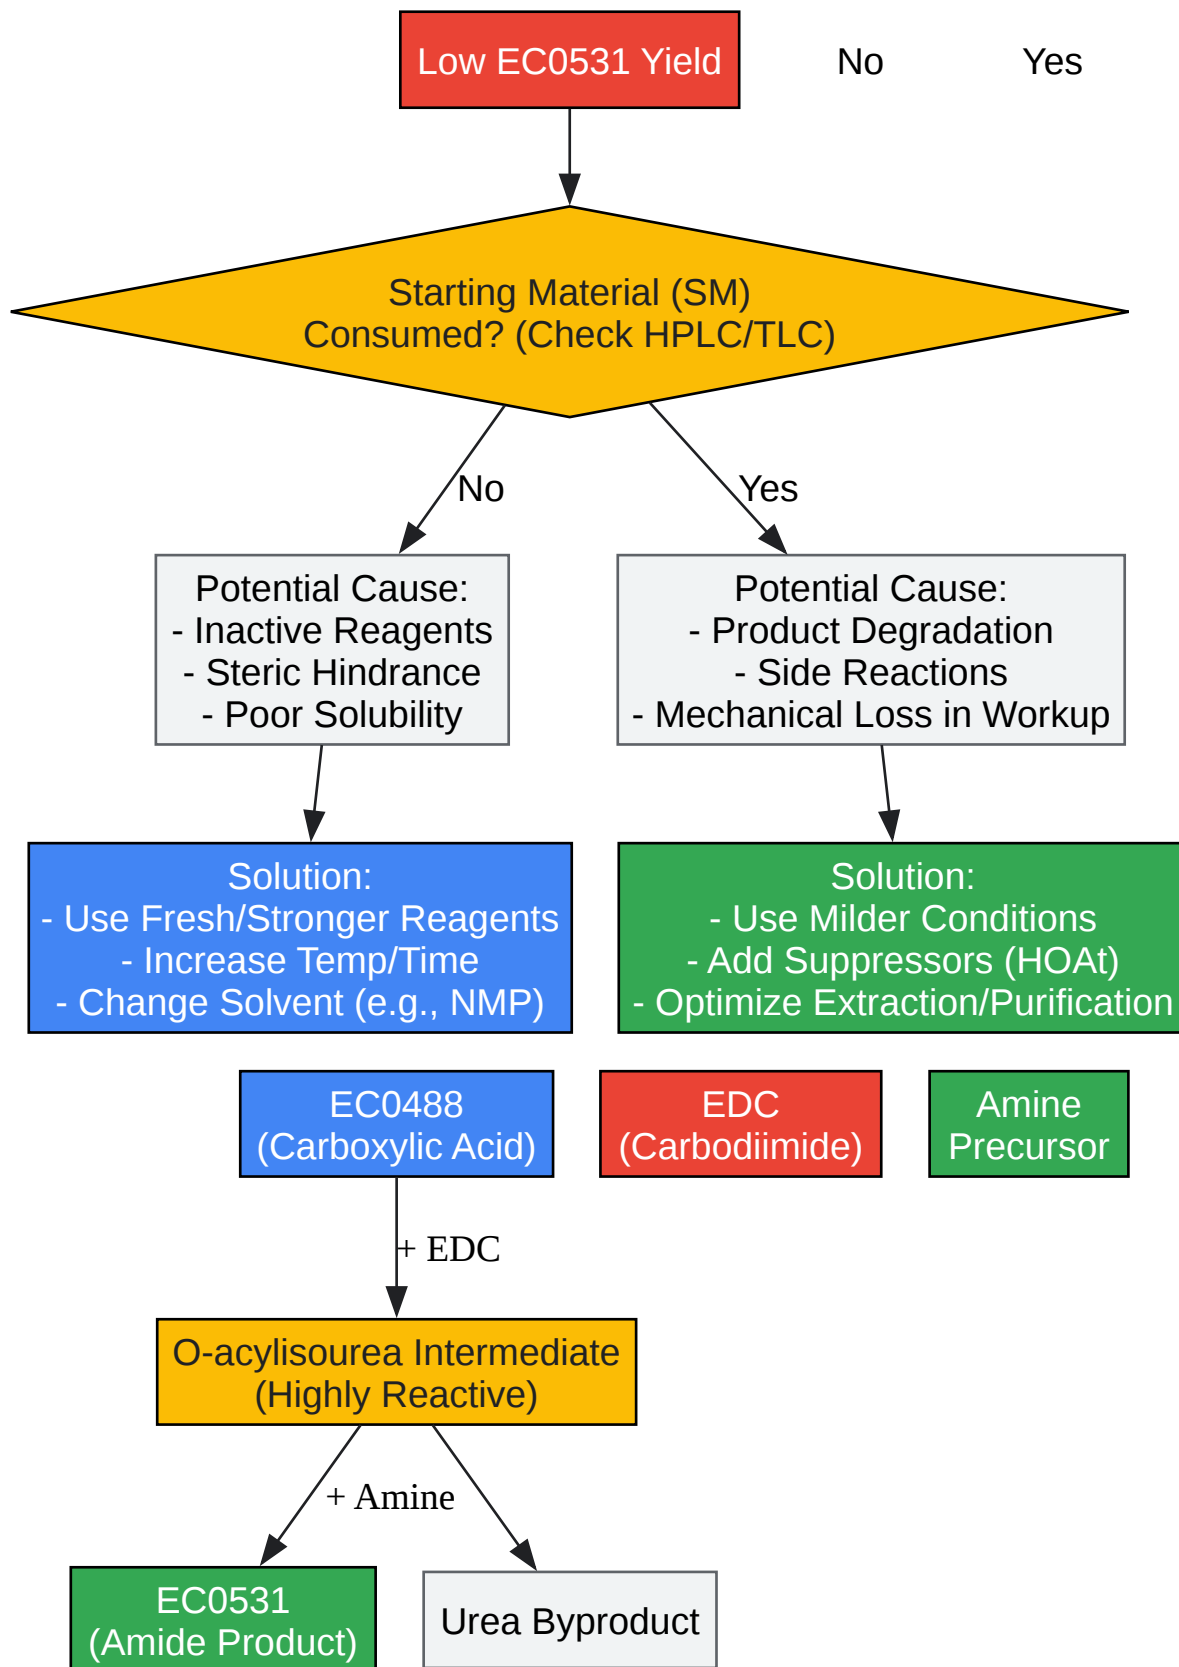 Low EC0531 Yield
No
Yes
Starting Material (SM)
Consumed? (Check HPLC/TLC)
No
Yes
Potential Cause:
- Inactive Reagents
- Steric Hindrance
- Poor Solubility
Potential Cause:
- Product Degradation
- Side Reactions
- Mechanical Loss in Workup
Solution:
- Use Fresh/Stronger Reagents
- Increase Temp/Time
- Change Solvent (e.g., NMP)
Solution:
- Use Milder Conditions
- Add Suppressors (HOAt)
- Optimize Extraction/Purification
EC0488
(Carboxylic Acid)
EDC
(Carbodiimide)
Amine
Precursor
+ EDC
O-acylisourea Intermediate
(Highly Reactive)
+ Amine
EC0531
(Amide Product)
Urea Byproduct